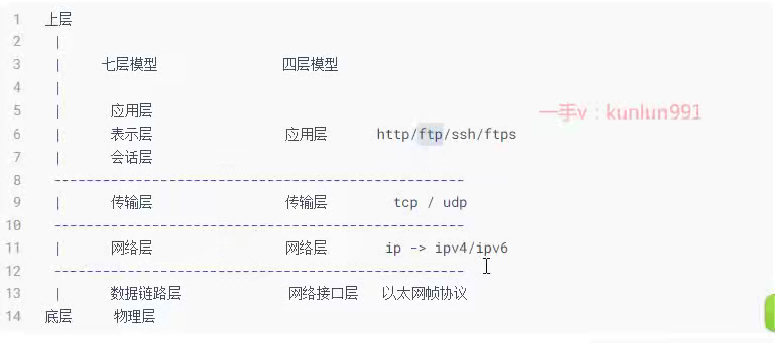 1 上层
2 |
3 | 七层模型 四层模型
4 |
5 | 应用层
一手v:kunlun991
6 | 表示层 应用层 http/ftp/ssh/ftps
7 | 会话层
8 --------------------------------------------------
9 | 传输层 传输层 tcp / udp
10 --------------------------------------------------
11 | 网络层 网络层 ip -> ipv4/ipv6
12 --------------------------------------------------
13 | 数据链路层 网络接口层 以太网帧协议
14 底层 物理层